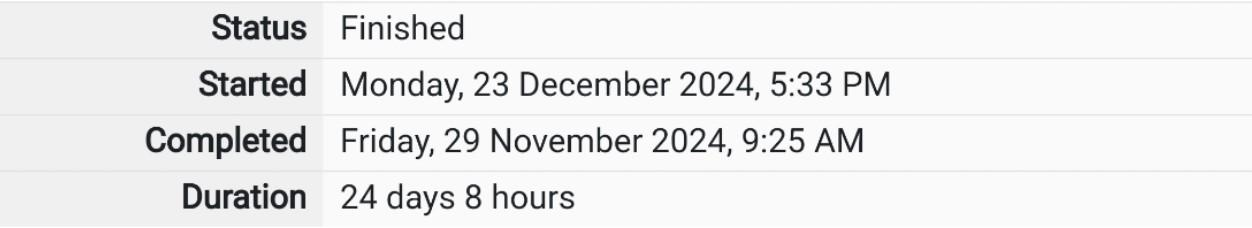 Status Finished
Started Monday, 23 December 2024, 5:33 PM
Completed Friday, 29 November 2024, 9:25 AM
Duration 24 days 8 hours